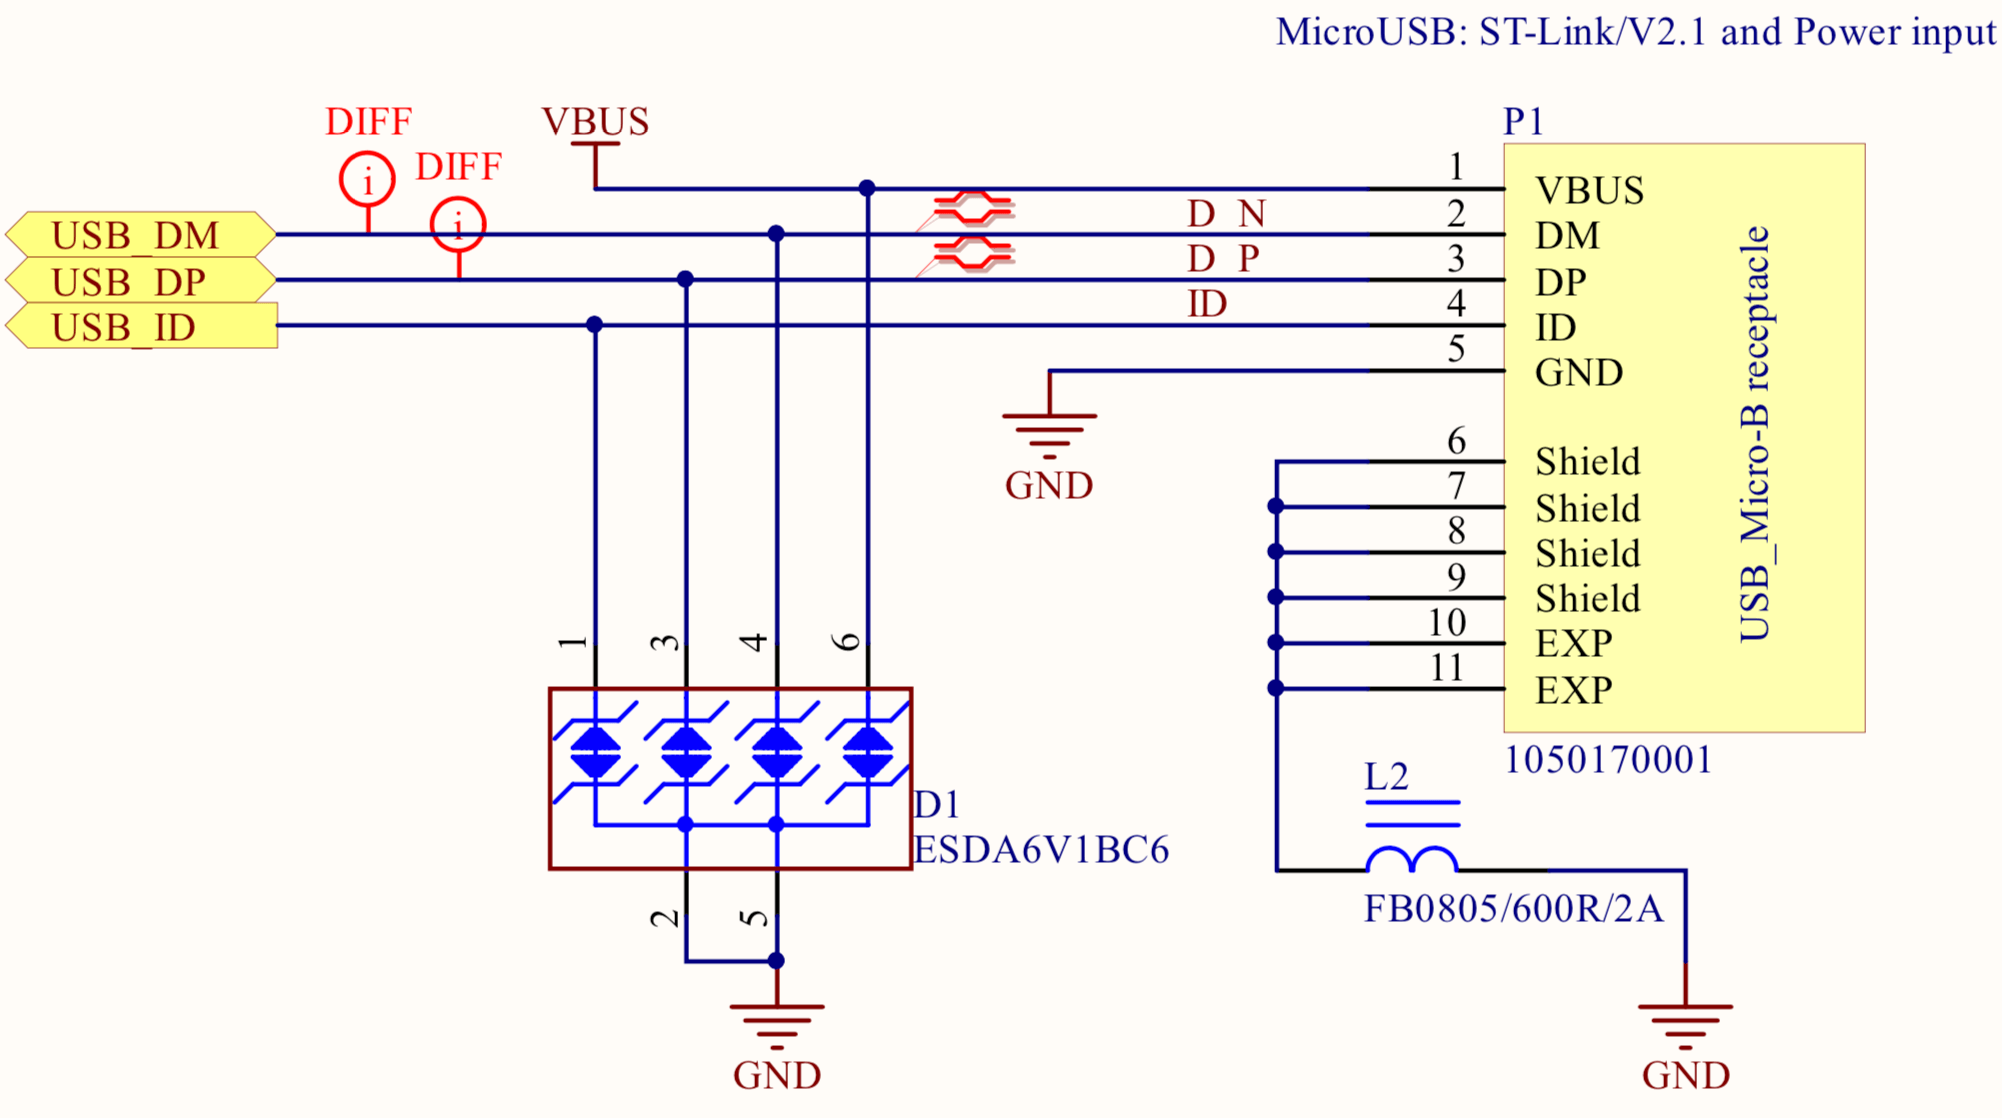 MicroUSB: ST-Link/V2.1 and Power input
DIFF
DIFF
i
i
VBUS
USB_DM
USB_DP
USB_ID
D_N
D_P
ID
P1
1 VBUS
2 DM
3 DP
4 ID
5 GND
6 Shield
7 Shield
8 Shield
9 Shield
10 EXP
11 EXP
USB_Micro-B receptacle
1050170001
GND
1 3 4 6
D1
ESDA6V1BC6
2 5
GND
L2
FB0805/600R/2A
GND